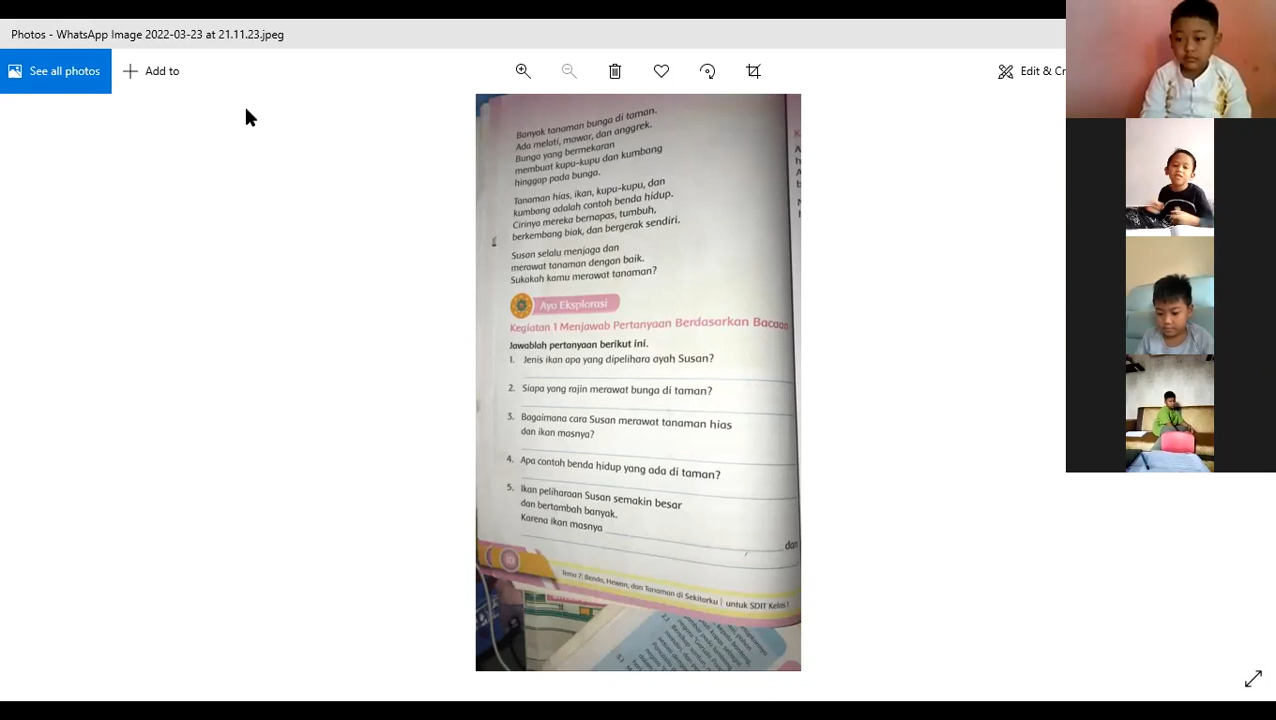 Photos - WhatsApp Image 2022-03-23 at 21.11.23.jpeg
See all photos
Add to
Edit & Cr
Banyak tanaman bunga di taman.
Ada melati, mawar, dan anggrek.
Bunga yang bermekaran
membuat kupu-kupu dan kumbang
hinggap pada bunga.
Tanaman hias, ikan, kupu-kupu, dan
kumbang adalah contoh benda hidup.
Cirinya mereka bernapas, tumbuh,
berkembang biak, dan bergerak sendiri.
Susan selalu menjaga dan
merawat tanaman dengan baik.
Sukakah kamu merawat tanaman?
Ayo Eksplorasi
Kegiatan 1 Menjawab Pertanyaan Berdasarkan Bacaan
Jawablah pertanyaan berikut ini.
1. Jenis ikan apa yang dipelihara ayah Susan?
2. Siapa yang rajin merawat bunga di taman?
3. Bagaimana cara Susan merawat tanaman hias
dan ikan masnya?
4. Apa contoh benda hidup yang ada di taman?
5. Ikan peliharaan Susan semakin besar
dan bertambah banyak.
Karena ikan masnya
dan
10
Tema 7: Benda, Hewan, dan Tanaman di Sekitarku | untuk SDIT Kelas I